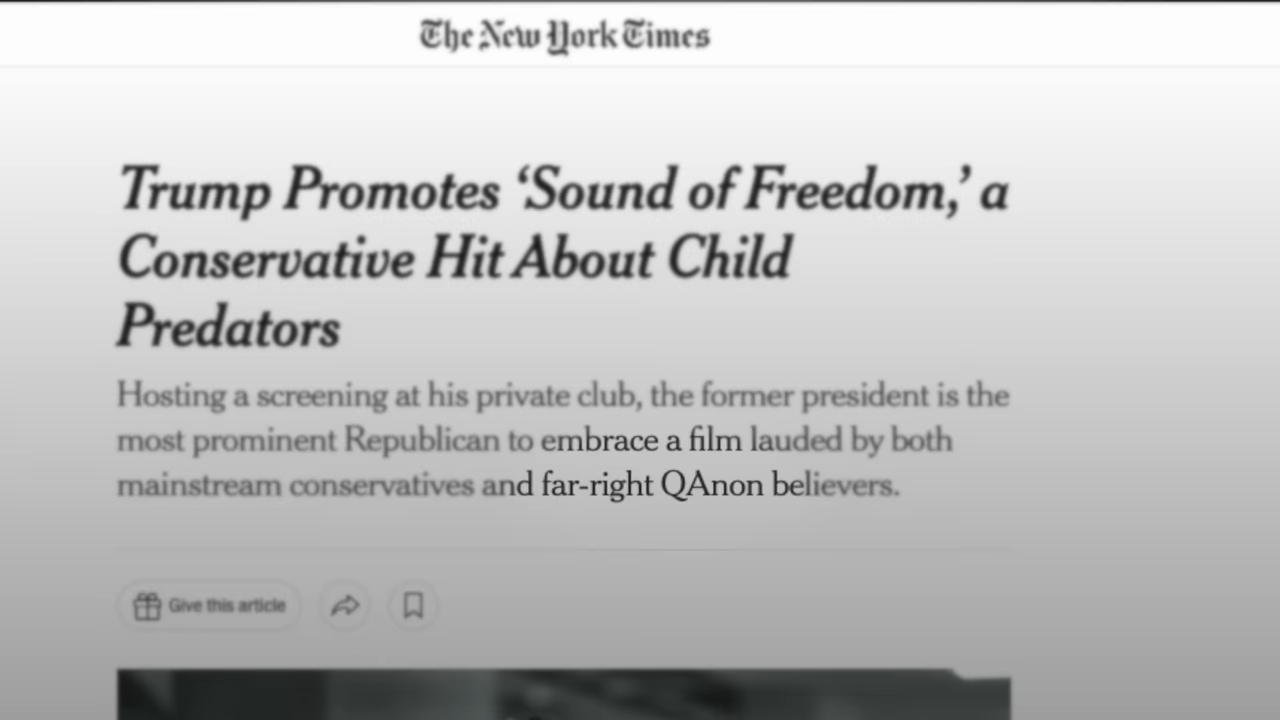 The New York Times
Trump Promotes ‘Sound of Freedom,’ a
Conservative Hit About Child
Predators
Hosting a screening at his private club, the former president is the
most prominent Republican to embrace a film lauded by both
mainstream conservatives and far-right QAnon believers.
Give this article